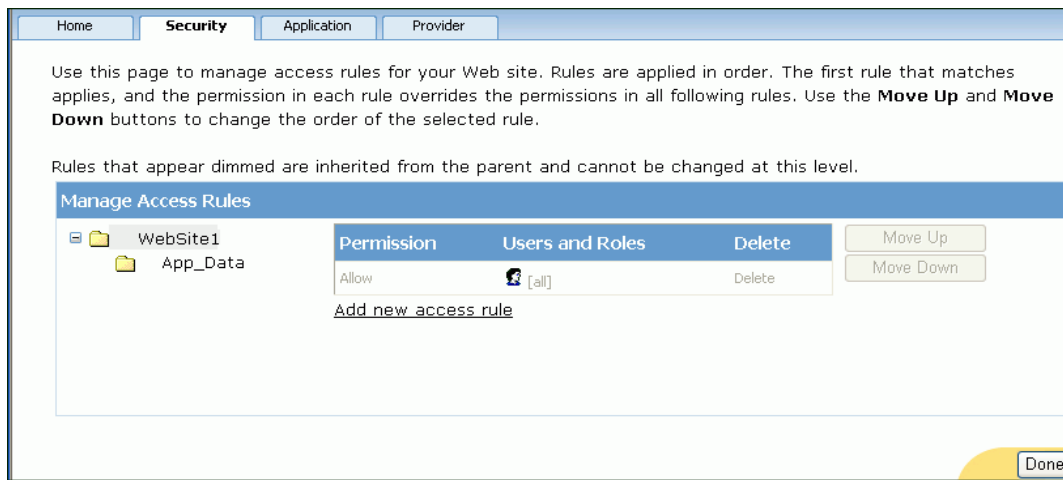 Home Security Application Provider
Use this page to manage access rules for your Web site. Rules are applied in order. The first rule that matches
applies, and the permission in each rule overrides the permissions in all following rules. Use the Move Up and Move
Down buttons to change the order of the selected rule.
Rules that appear dimmed are inherited from the parent and cannot be changed at this level.
Manage Access Rules
WebSite1
App_Data
Permission Users and Roles Delete
Allow [all] Delete
Add new access rule
Move Up
Move Down
Done